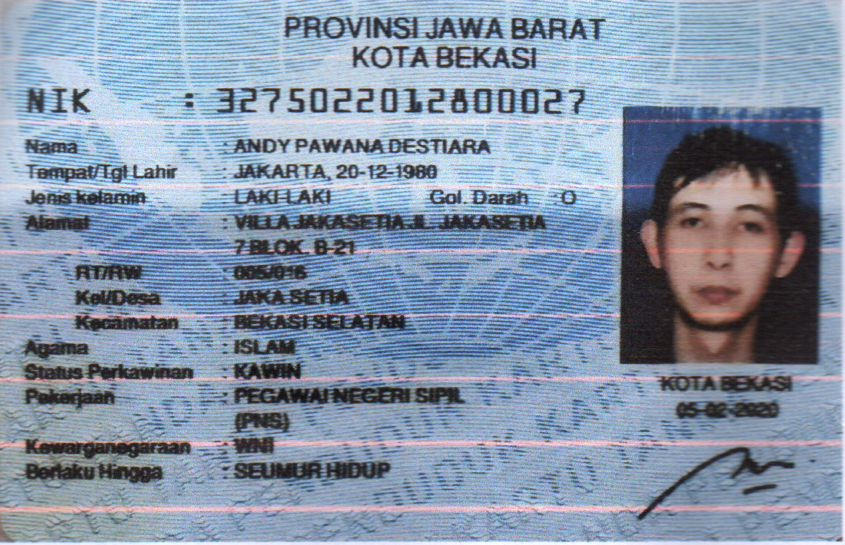 PROVINSI JAWA BARAT
KOTA BEKASI
NIK : 3275022012800027
Nama : ANDY PAWANA DESTIARA
Tempat/Tgl Lahir : JAKARTA, 20-12-1980
Jenis kelamin : LAKI-LAKI Gol. Darah : O
Alamat : VILLA JAKASETIA JL. JAKASETIA
7 BLOK. B-21
RT/RW : 005/016
Kel/Desa : JAKA SETIA
Kecamatan : BEKASI SELATAN
Agama : ISLAM
Status Perkawinan : KAWIN
Pekerjaan : PEGAWAI NEGERI SIPIL
(PNS)
Kewarganegaraan : WNI
Berlaku Hingga : SEUMUR HIDUP
KOTA BEKASI
05-02-2020